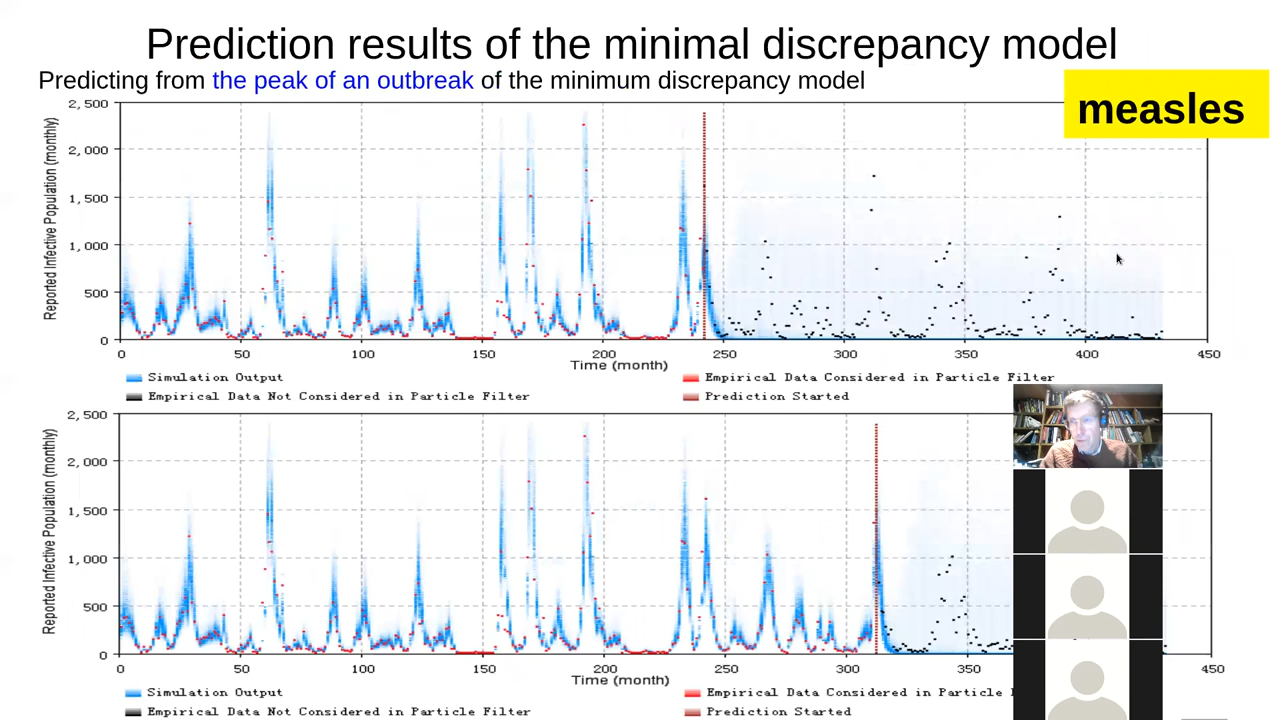 Prediction results of the minimal discrepancy model
Predicting from the peak of an outbreak of the minimum discrepancy model
measles
Reported Infective Population (monthly)
2,500
2,000
1,500
1,000
500
0
0 50 100 150 200 250 300 350 400 450
Time (month)
Simulation Output
Empirical Data Considered in Particle Filter
Empirical Data Not Considered in Particle Filter
Prediction Started
Reported Infective Population (monthly)
2,500
2,000
1,500
1,000
500
0
0 50 100 150 200 250 300 350 450
Time (month)
Simulation Output
Empirical Data Considered in Particle
Empirical Data Not Considered in Particle Filter
Prediction Started